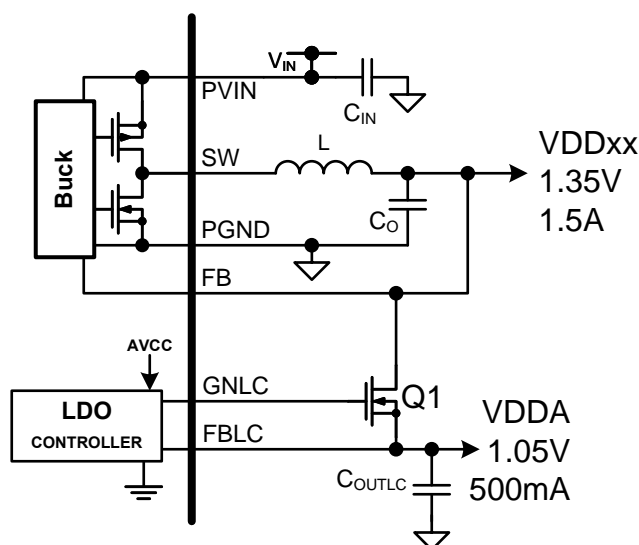 VIN
PVIN
CIN
SW
L
VDDxx
1.35V
1.5A
Buck
CO
PGND
FB
AVCC
GNLC
Q1
LDO
CONTROLLER
FBLC
VDDA
1.05V
500mA
COUTLC